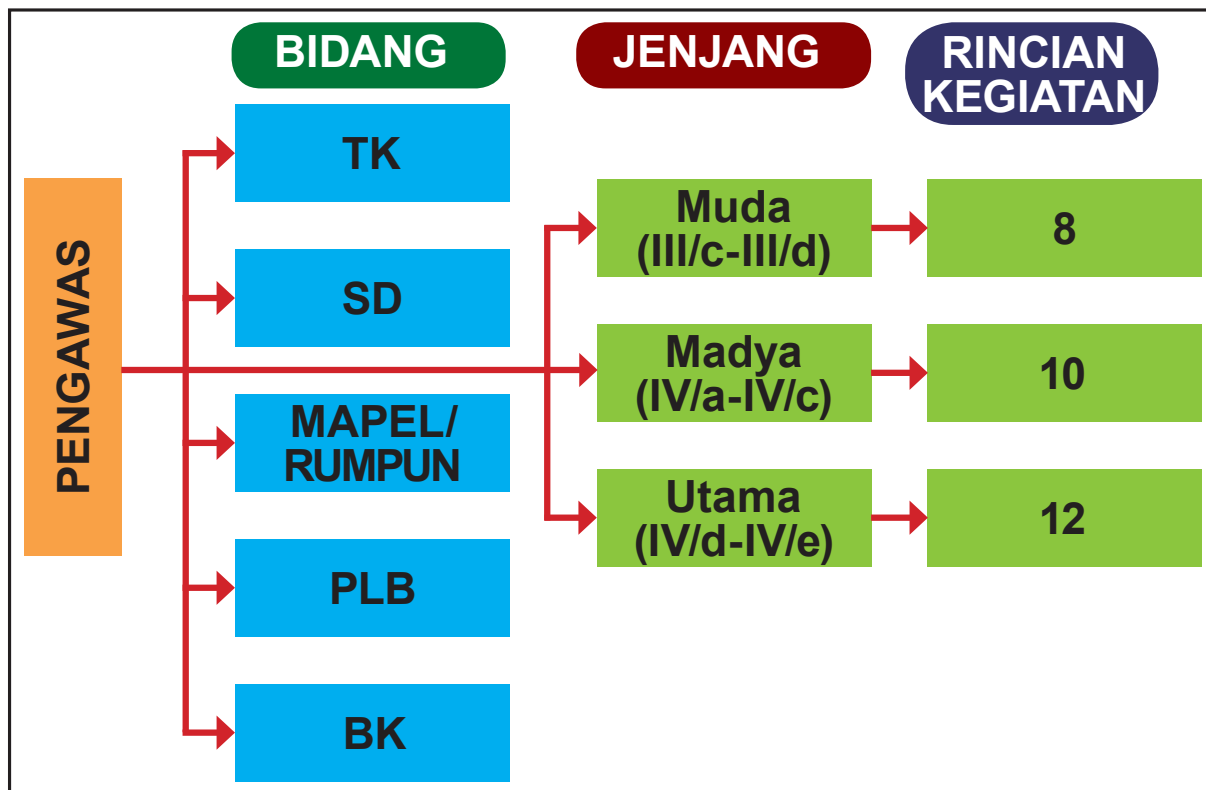 BIDANG
JENJANG
RINCIAN
KEGIATAN
PENGAWAS
TK
SD
MAPEL/
RUMPUN
PLB
BK
Muda
(III/c-III/d)
8
Madya
(IV/a-IV/c)
10
Utama
(IV/d-IV/e)
12